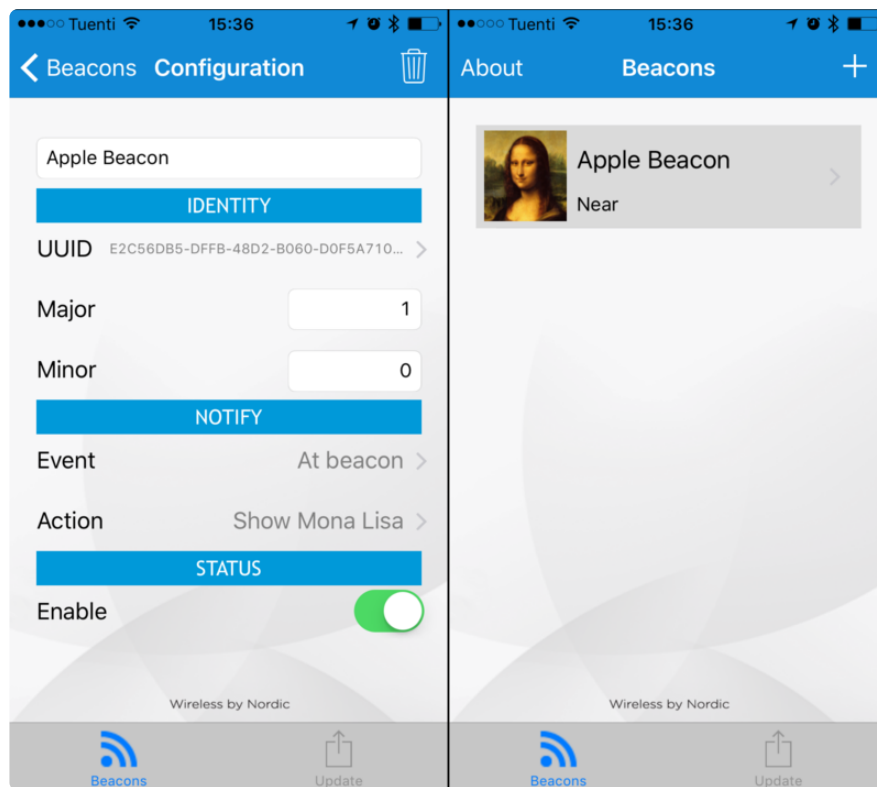 Tuenti 15:36
Beacons Configuration
Apple Beacon
IDENTITY
UUID E2C56DB5-DFFB-48D2-B060-D0F5A710...
Major 1
Minor 0
NOTIFY
Event At beacon
Action Show Mona Lisa
STATUS
Enable
Wireless by Nordic
Beacons Update
Tuenti 15:36
About Beacons +
Apple Beacon
Near
Wireless by Nordic
Beacons Update